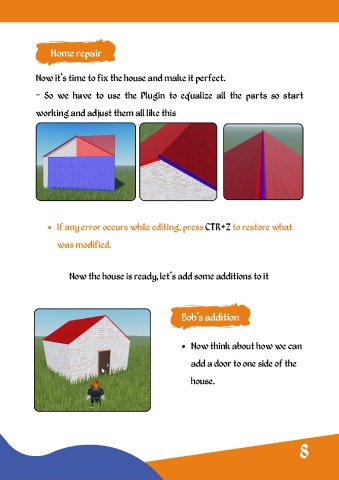 Home repair
Now it's time to fix the house and make it perfect.
- So we have to use the Plugin to equalize all the parts so start
working and adjust them all like this
• If any error occurs while editing, press CTR+Z to restore what
was modified.
Now the house is ready, let's add some additions to it
Bob's addition
• Now think about how we can
add a door to one side of the
house.
8